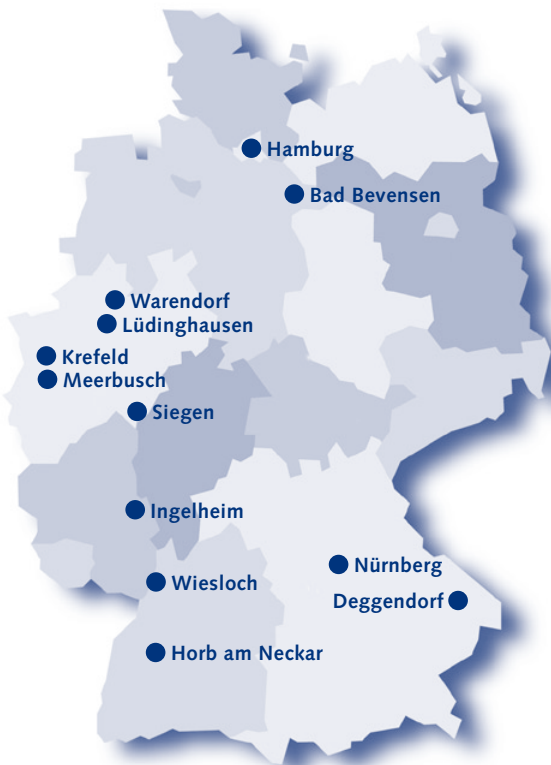 Hamburg
Bad Bevensen
Warendorf
Lüdinghausen
Krefeld
Meerbusch
Siegen
Ingelheim
Nürnberg
Wiesloch
Deggendorf
Horb am Neckar